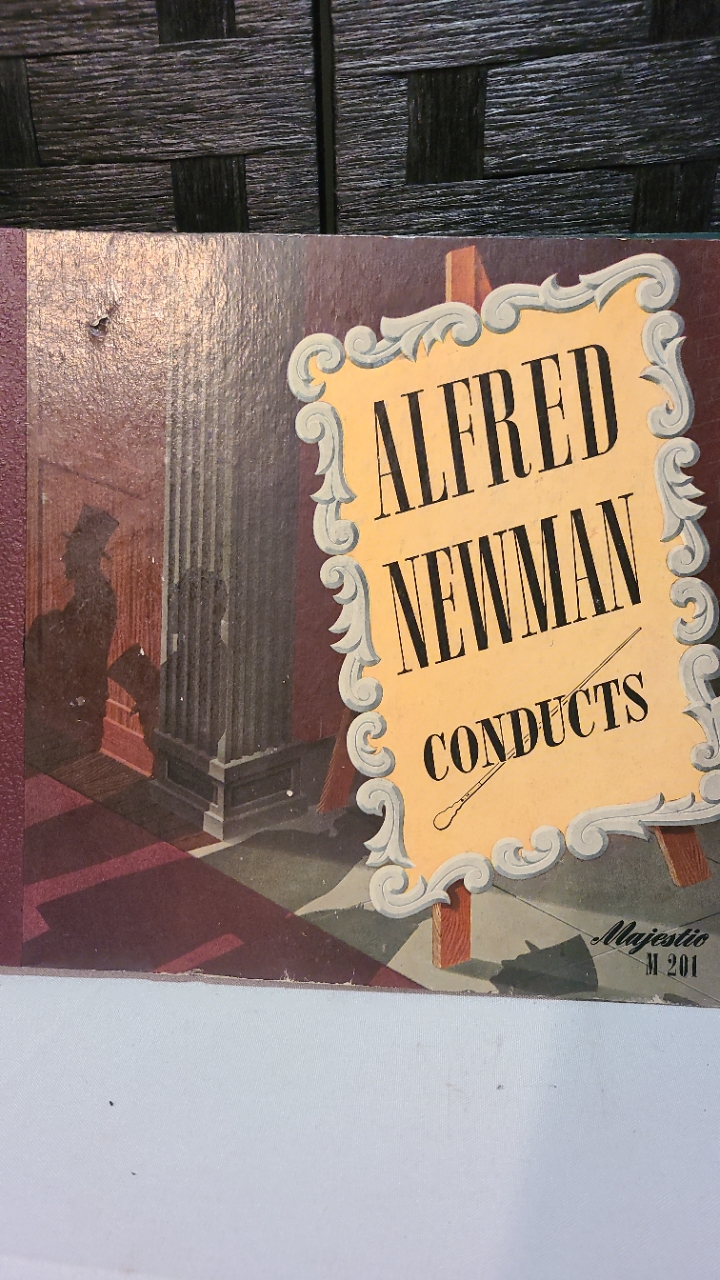 ALFRED
NEWMAN
CONDUCTS
Majestic
M 201